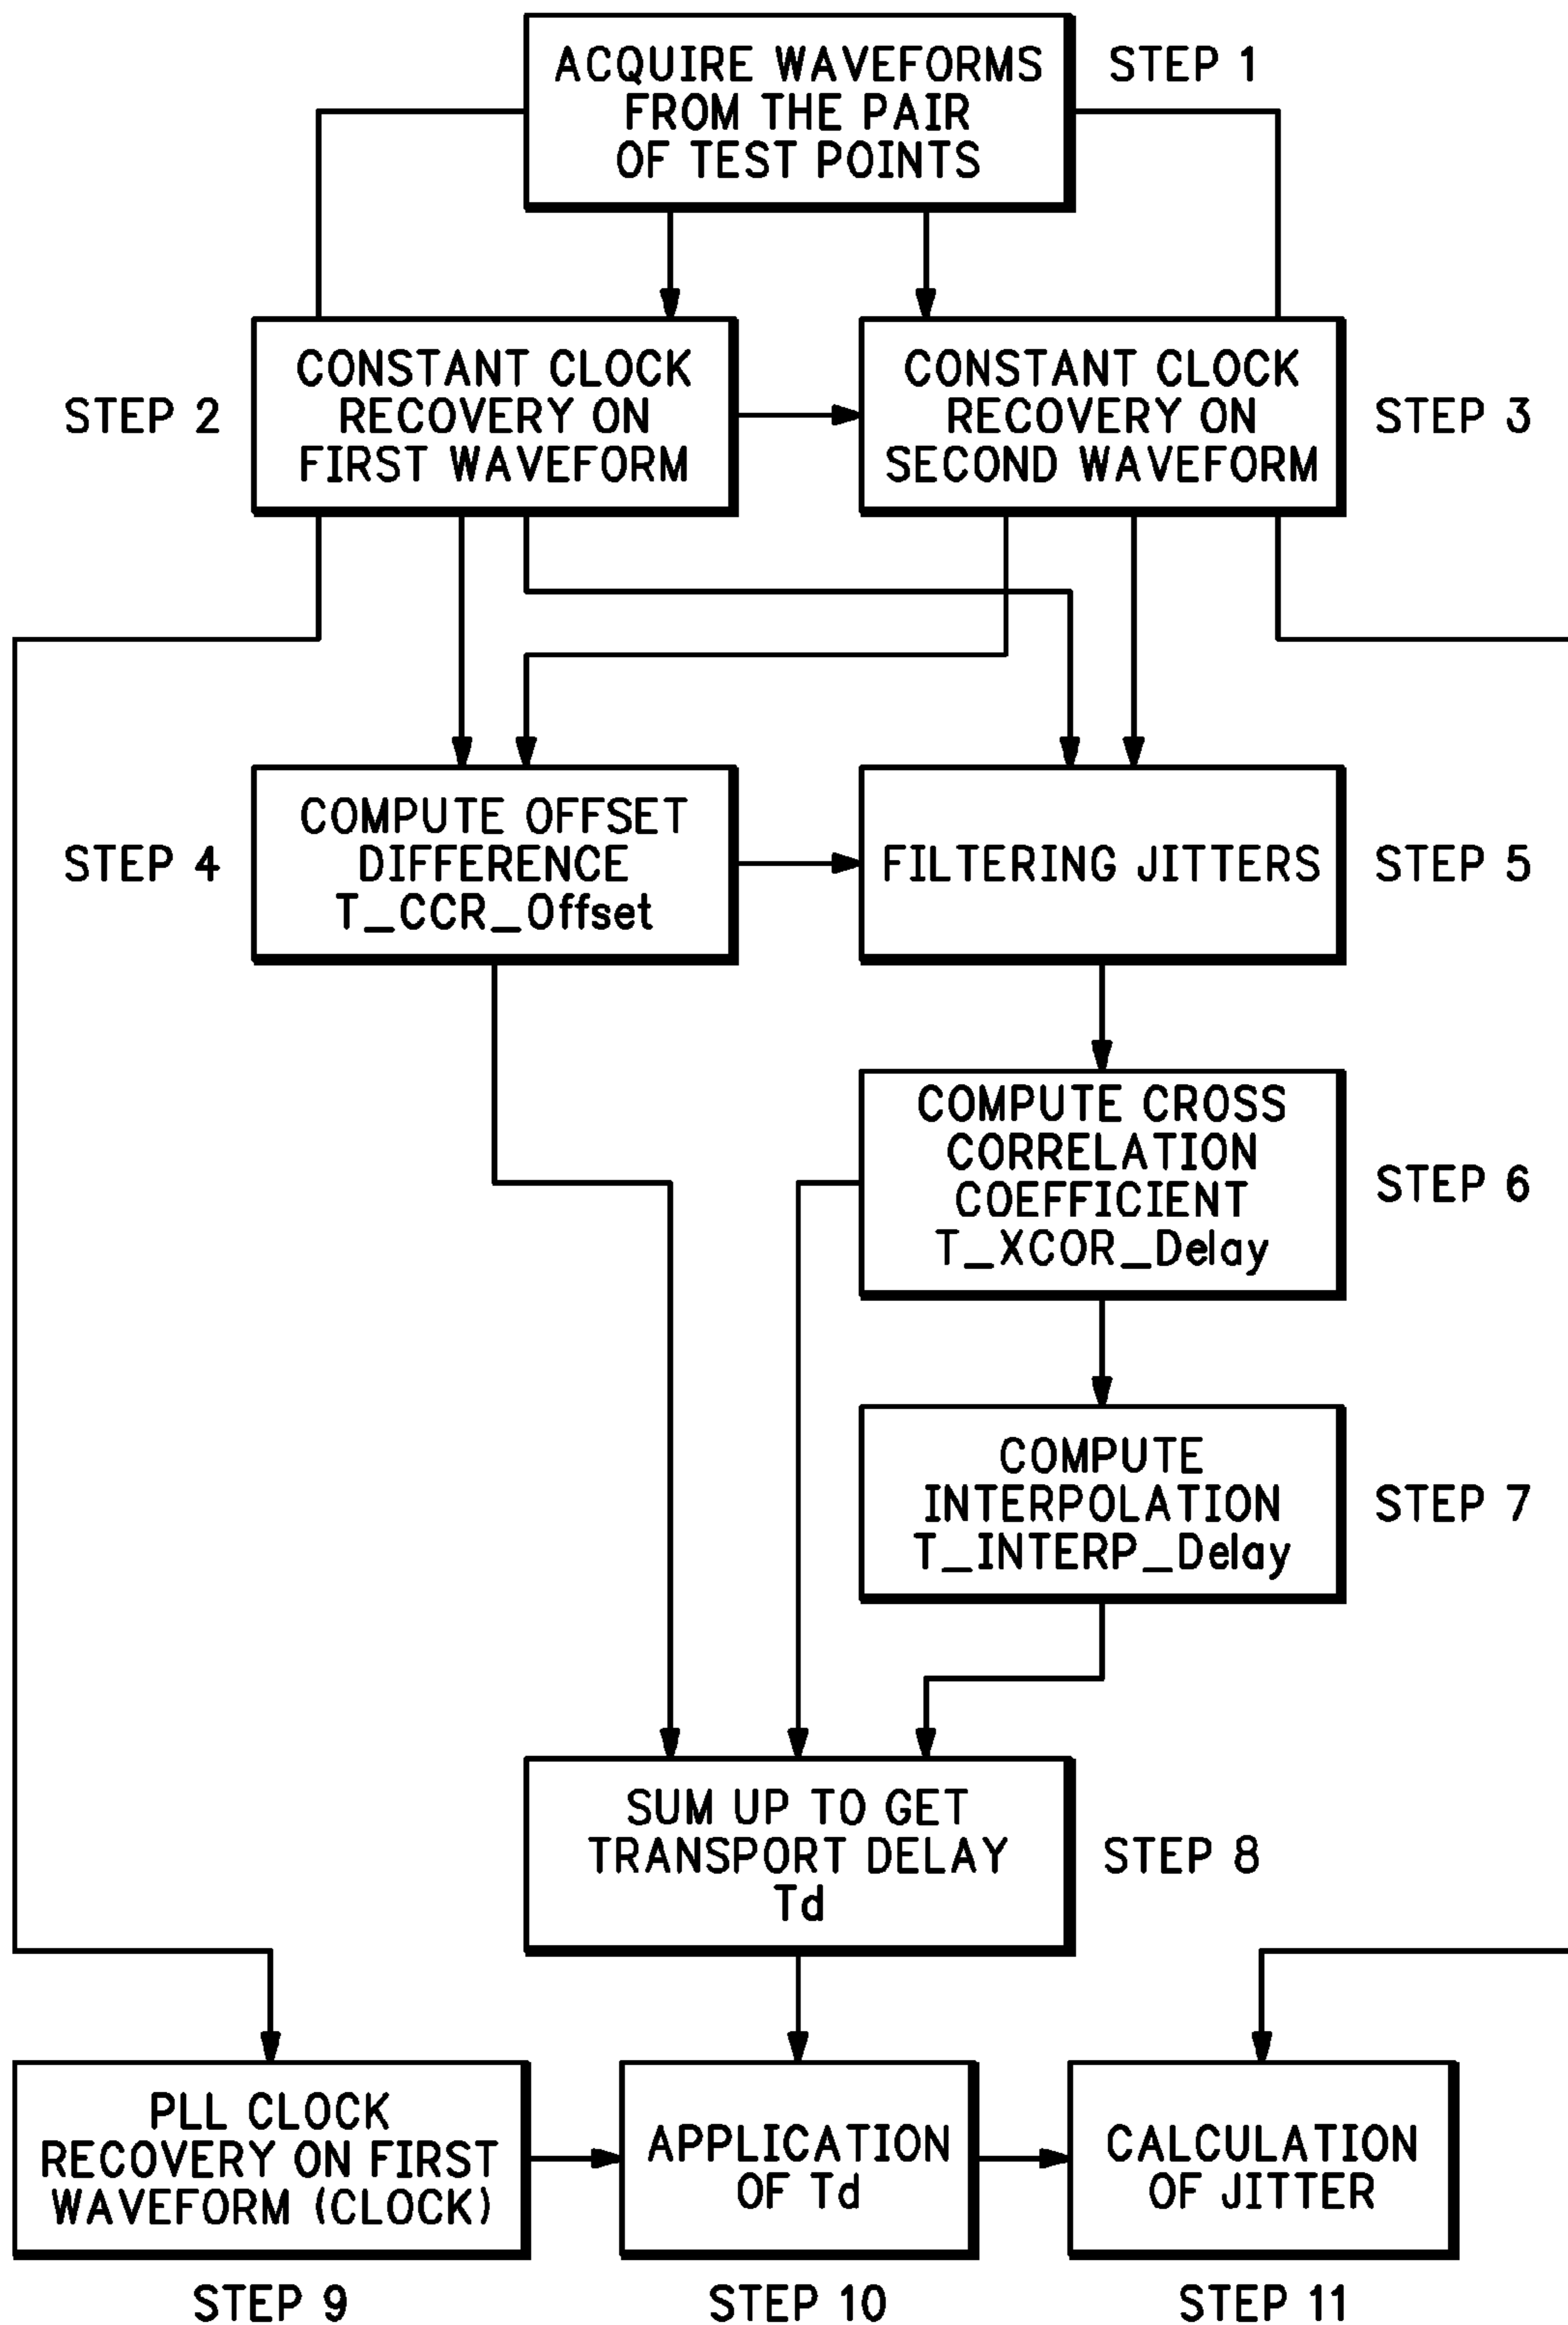 ACQUIRE WAVEFORMS
FROM THE PAIR
OF TEST POINTS
STEP 1
STEP 2
CONSTANT CLOCK
RECOVERY ON
FIRST WAVEFORM
CONSTANT CLOCK
RECOVERY ON
SECOND WAVEFORM
STEP 3
STEP 4
COMPUTE OFFSET
DIFFERENCE
T_CCR_Offset
FILTERING JITTERS
STEP 5
COMPUTE CROSS
CORRELATION
COEFFICIENT
T_XCOR_Delay
STEP 6
COMPUTE
INTERPOLATION
T_INTERP_Delay
STEP 7
SUM UP TO GET
TRANSPORT DELAY
Td
STEP 8
PLL CLOCK
RECOVERY ON FIRST
WAVEFORM (CLOCK)
STEP 9
APPLICATION
OF Td
STEP 10
CALCULATION
OF JITTER
STEP 11